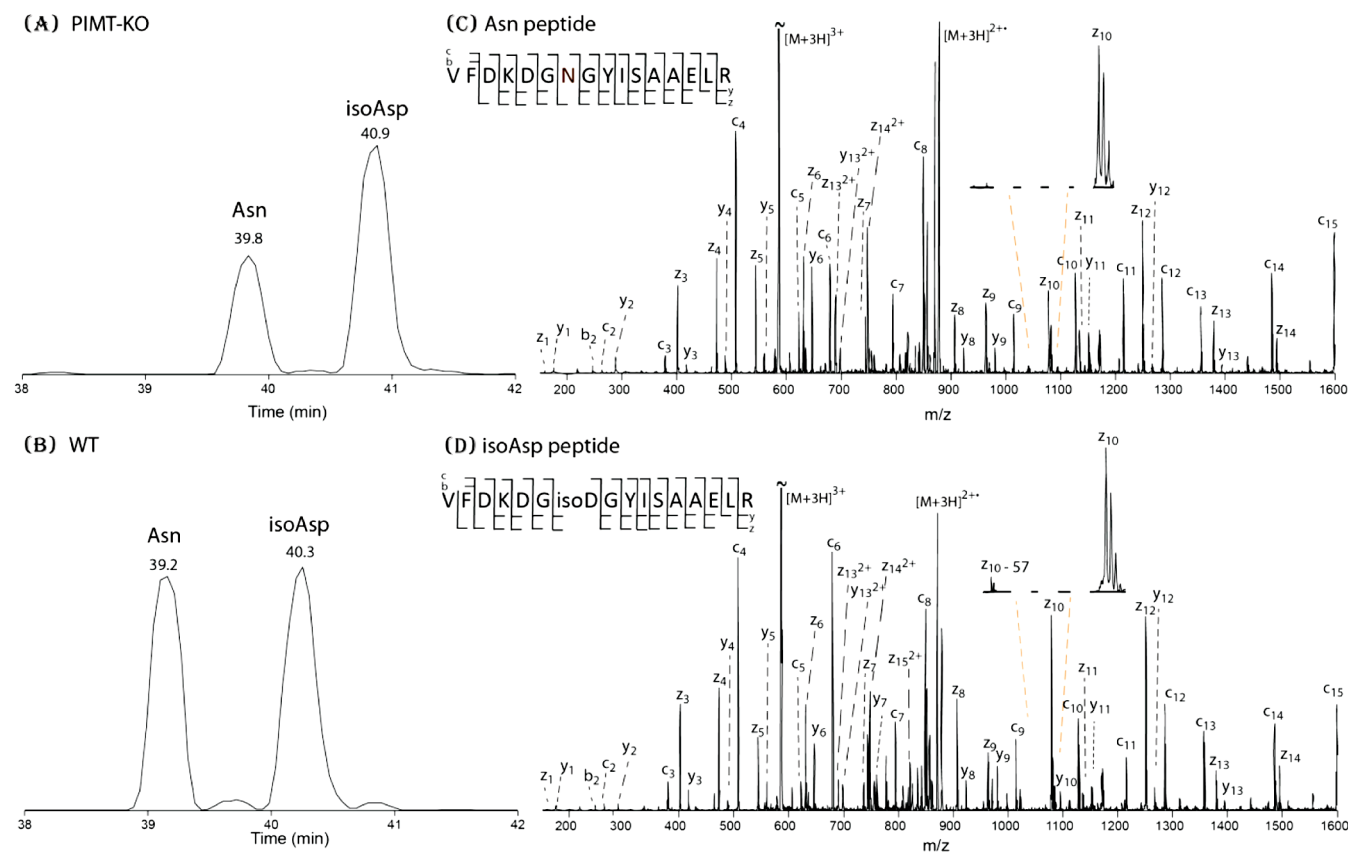 (A) PIMT-KO
isoAsp
40.9
Asn
39.8
38 39 40 41 42
Time (min)
(B) WT
Asn
39.2
isoAsp
40.3
38 39 40 41 42
Time (min)
(C) Asn peptide
c
b
V F D K D G N G Y I S A A E L R
y
z
~
[M+3H]3+
[M+3H]2+•
z10
z1
y1
b2
c2
y2
c3
z3
y3
z4
y4
c4
z5
y5
c5
z6
y6
c6
z13 2+
y13 2+
z7
z14 2+
c7
c8
z8
y8
z9
y9
c9
z10
c10
z11
y11
c11
z12
y12
c12
c13
z13
y13
c14
z14
c15
200 300 400 500 600 700 800 900 1000 1100 1200 1300 1400 1500 1600
m/z
(D) isoAsp peptide
c
b
V F D K D G isoD G Y I S A A E L R
y
z
~
[M+3H]3+
[M+3H]2+•
z10
z10 - 57
z1
y1
b2
c2
y2
c3
z3
y3
z4
y4
c4
z5
y5
c5
z6
y6
c6
z13 2+
y13 2+
z14 2+
z7
y7
c7
z15 2+
c8
z8
y8
z9
y9
c9
z10
y10
c10
z11
y11
c11
z12
y12
c12
c13
z13
y13
c14
z14
c15
200 300 400 500 600 700 800 900 1000 1100 1200 1300 1400 1500 1600
m/z